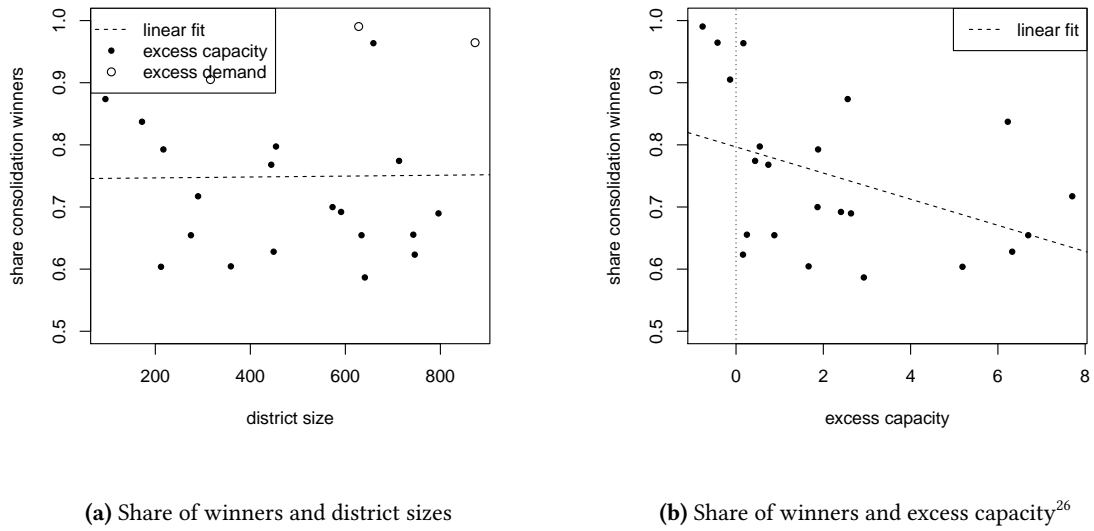 linear fit
excess capacity
excess demand
1.0
0.9
0.8
0.7
0.6
0.5
share consolidation winners
200 400 600 800
district size
(a) Share of winners and district sizes
linear fit
1.0
0.9
0.8
0.7
0.6
0.5
share consolidation winners
0 2 4 6 8
excess capacity
(b) Share of winners and excess capacity26